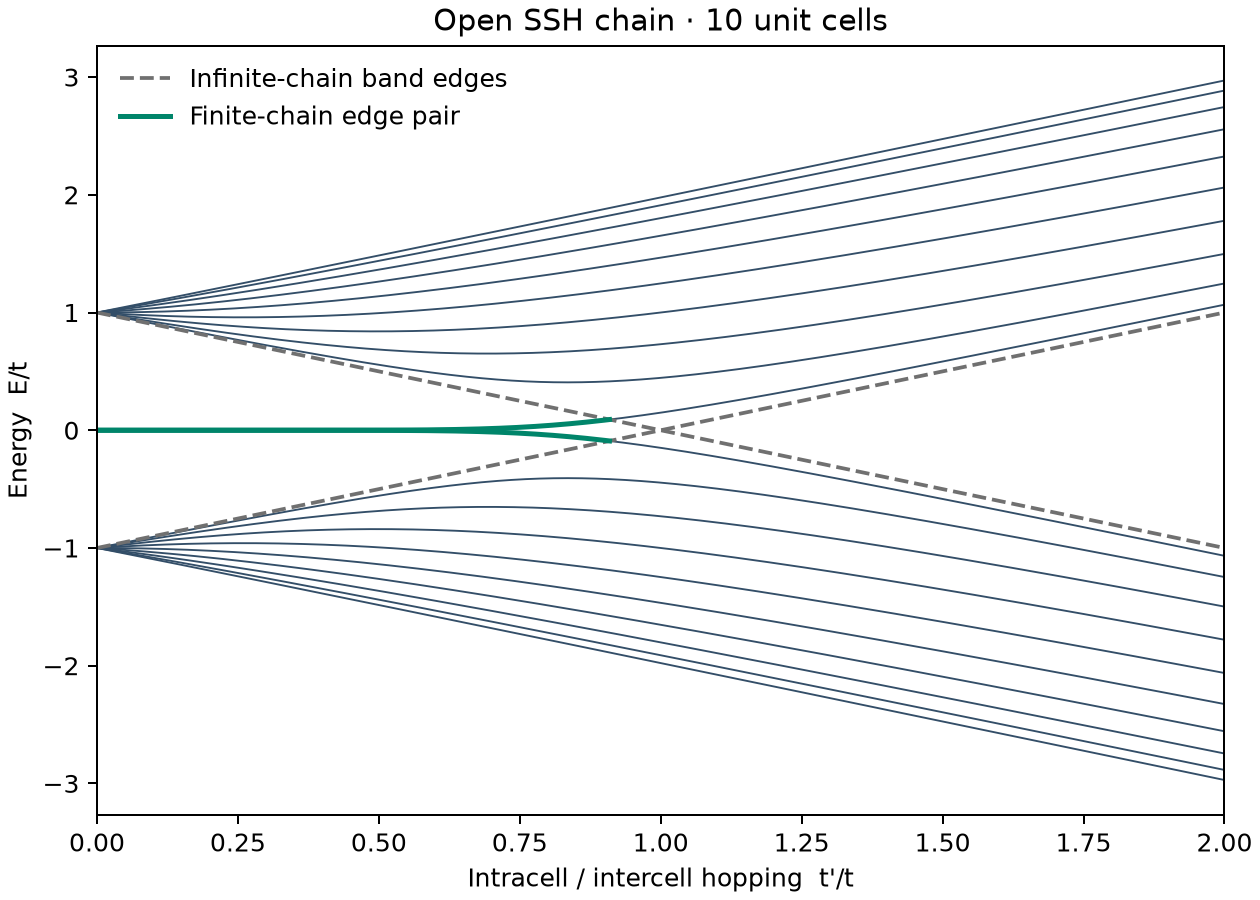 Open SSH chain · 10 unit cells
Infinite-chain band edges
Finite-chain edge pair
Energy  E/t
3
2
1
0
−1
−2
−3
0.00 0.25 0.50 0.75 1.00 1.25 1.50 1.75 2.00
Intracell / intercell hopping  t'/t